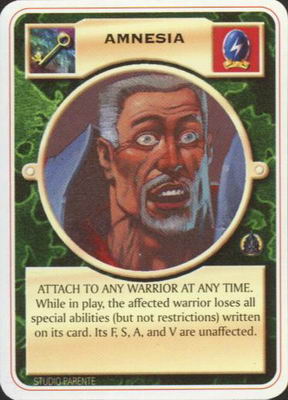 AMNESIA
ATTACH TO ANY WARRIOR AT ANY TIME.
While in play, the affected warrior loses all
special abilities (but not restrictions) written
on its card. Its F, S, A, and V are unaffected.
STUDIO PARENTE